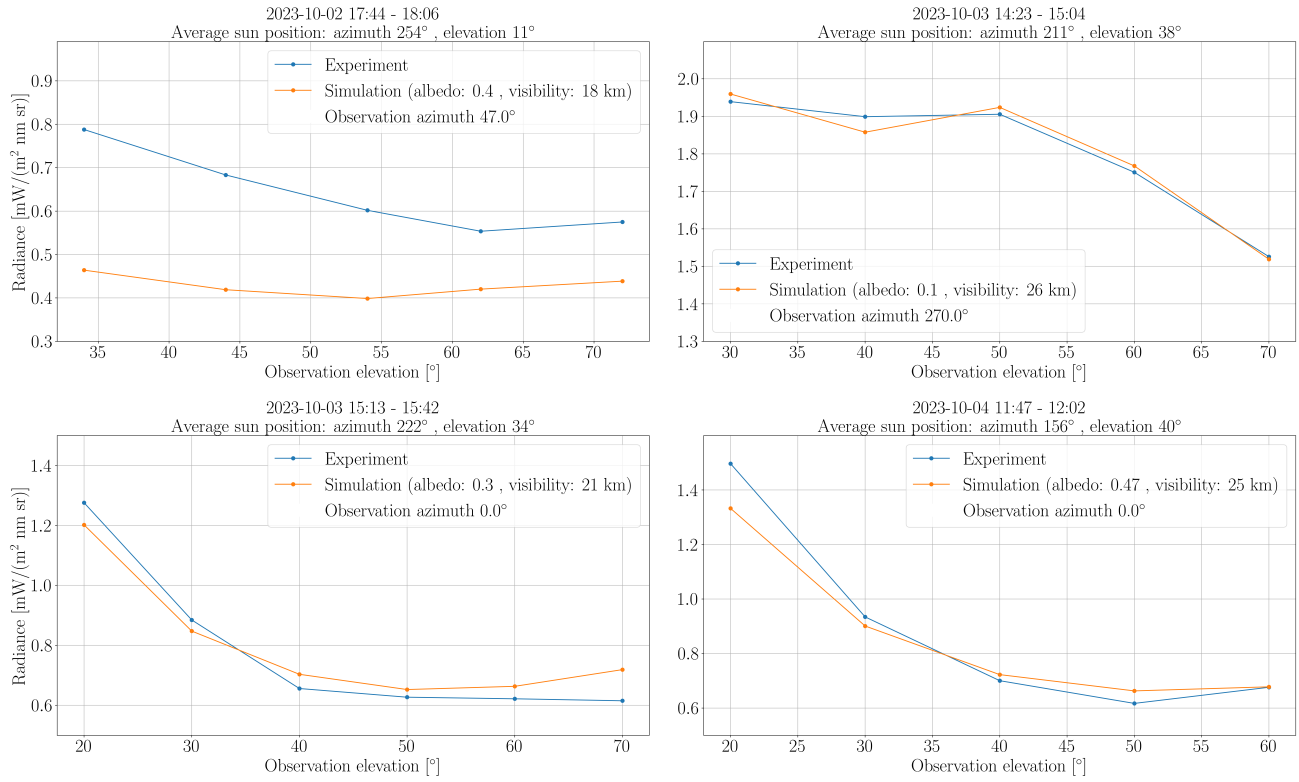 2023-10-02 17:44 - 18:06
Average sun position: azimuth 254° , elevation 11°
0.9
0.8
0.7
0.6
0.5
0.4
0.3
Radiance [mW/(m² nm sr)]
Experiment
Simulation (albedo: 0.4 , visibility: 18 km)
Observation azimuth 47.0°
35 40 45 50 55 60 65 70
Observation elevation [°]
2023-10-03 14:23 - 15:04
Average sun position: azimuth 211° , elevation 38°
2.0
1.9
1.8
1.7
1.6
1.5
1.4
1.3
Experiment
Simulation (albedo: 0.1 , visibility: 26 km)
Observation azimuth 270.0°
30 35 40 45 50 55 60 65 70
Observation elevation [°]
2023-10-03 15:13 - 15:42
Average sun position: azimuth 222° , elevation 34°
1.4
1.2
1.0
0.8
0.6
Radiance [mW/(m² nm sr)]
Experiment
Simulation (albedo: 0.3 , visibility: 21 km)
Observation azimuth 0.0°
20 30 40 50 60 70
Observation elevation [°]
2023-10-04 11:47 - 12:02
Average sun position: azimuth 156° , elevation 40°
1.4
1.2
1.0
0.8
0.6
Experiment
Simulation (albedo: 0.47 , visibility: 25 km)
Observation azimuth 0.0°
20 25 30 35 40 45 50 55 60
Observation elevation [°]